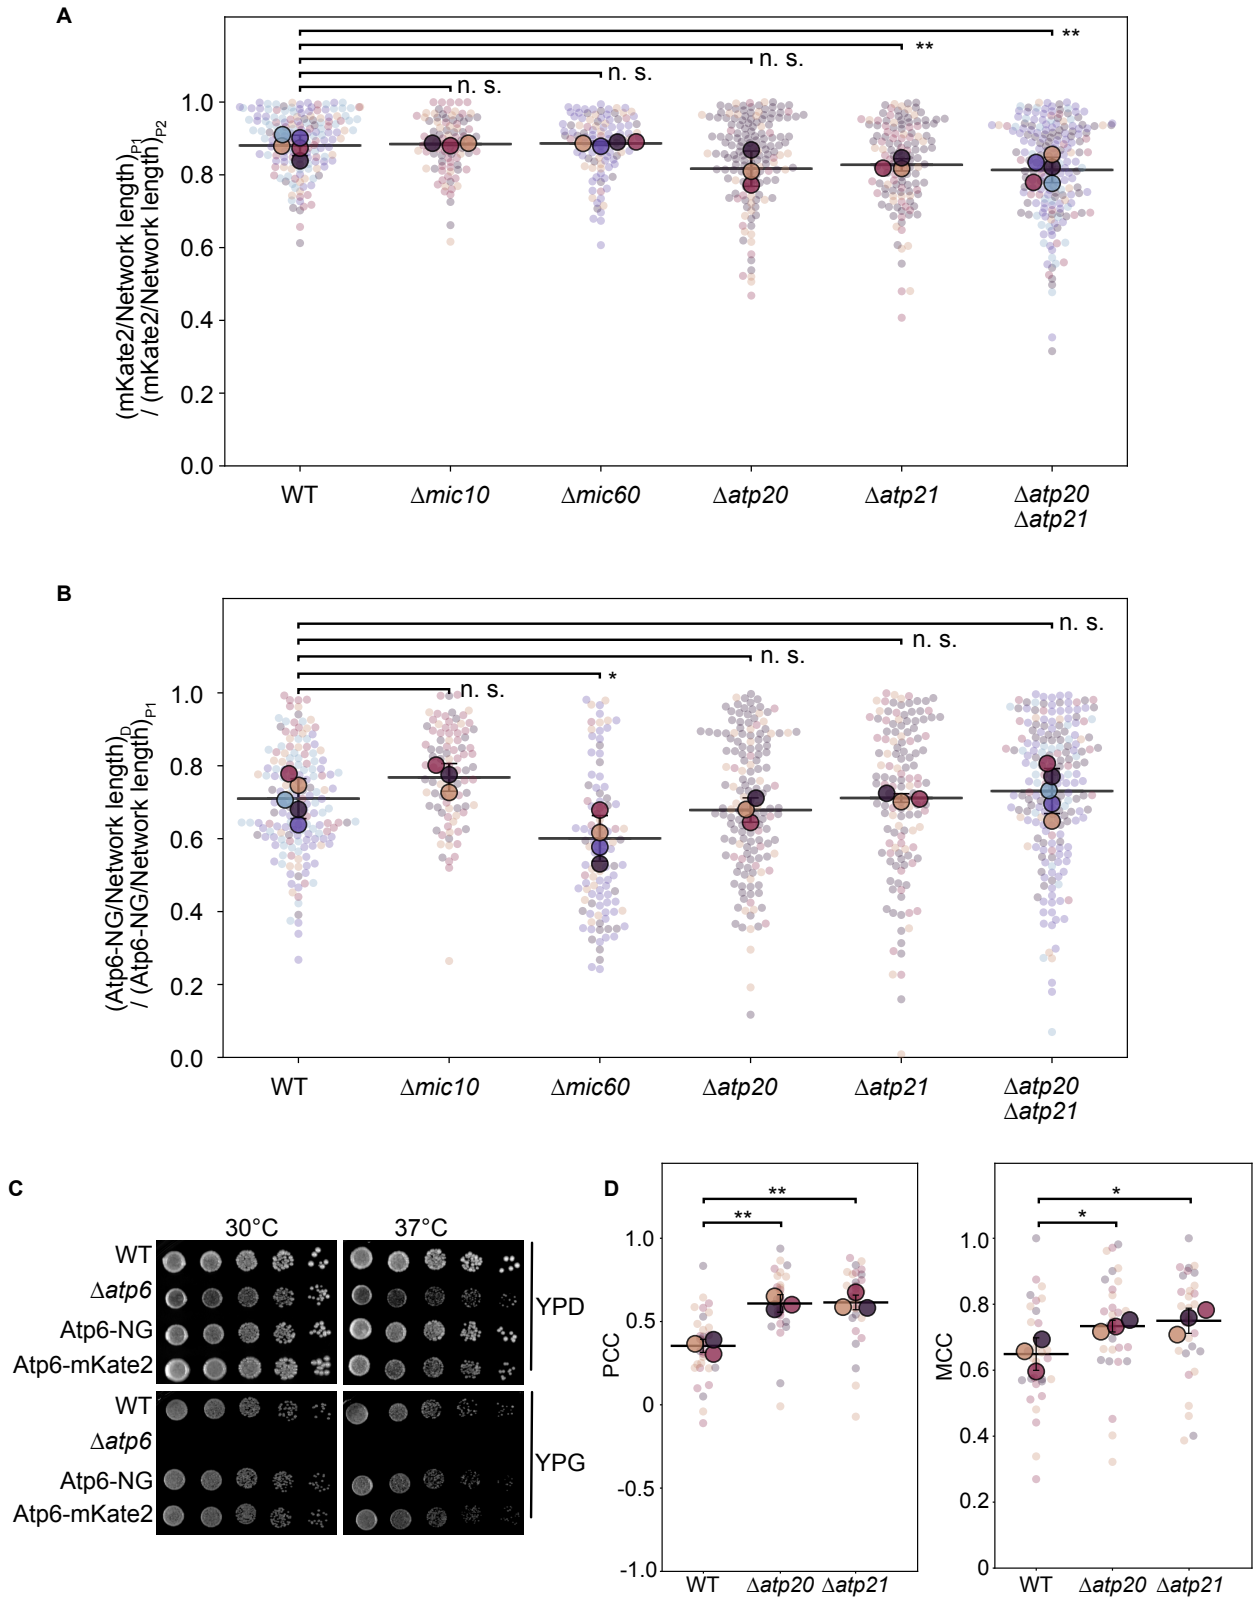 A
**
**
n. s.
n. s.
n. s.
(mKate2/Network length)P1
/ (mKate2/Network length)P2
1.0
0.8
0.6
0.4
0.2
0.0
WT
Δmic10
Δmic60
Δatp20
Δatp21
Δatp20
Δatp21
B
n. s.
n. s.
n. s.
*
n. s.
(Atp6-NG/Network length)D
/ (Atp6-NG/Network length)P1
1.0
0.8
0.6
0.4
0.2
0.0
WT
Δmic10
Δmic60
Δatp20
Δatp21
Δatp20
Δatp21
C
30°C
37°C
WT
Δatp6
Atp6-NG
Atp6-mKate2
YPD
WT
Δatp6
Atp6-NG
Atp6-mKate2
YPG
D
**
**
PCC
1.0
0.5
0
-0.5
-1.0
WT
Δatp20
Δatp21
*
*
MCC
1.0
0.8
0.6
0.4
0.2
0
WT
Δatp20
Δatp21